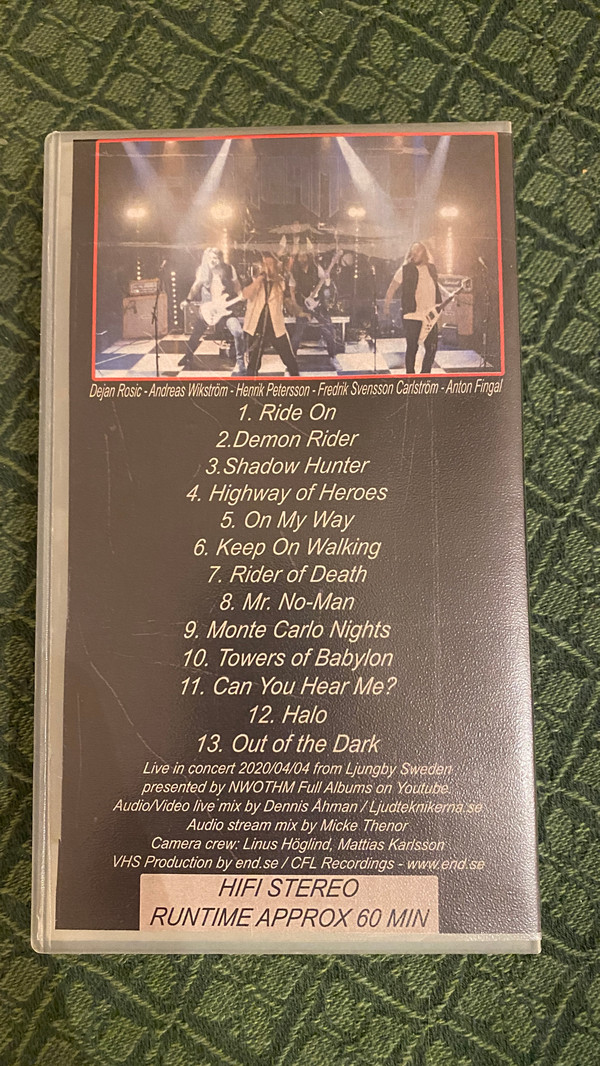 Dejan Rosic - Andreas Wikström - Henrik Petersson - Fredrik Svensson Carlström - Anton Fingal
1. Ride On
2.Demon Rider
3.Shadow Hunter
4. Highway of Heroes
5. On My Way
6. Keep On Walking
7. Rider of Death
8. Mr. No-Man
9. Monte Carlo Nights
10. Towers of Babylon
11. Can You Hear Me?
12. Halo
13. Out of the Dark
Live in concert 2020/04/04 from Ljungby Sweden
presented by NWOTHM Full Albums on Youtube
Audio/Video live mix by Dennis Åhman / Ljudteknikerna.se
Audio stream mix by Micke Thenor
Camera crew: Linus Höglind, Mattias Karlsson
VHS Production by end.se / CFL Recordings - www.end.se
HIFI STEREO
RUNTIME APPROX 60 MIN